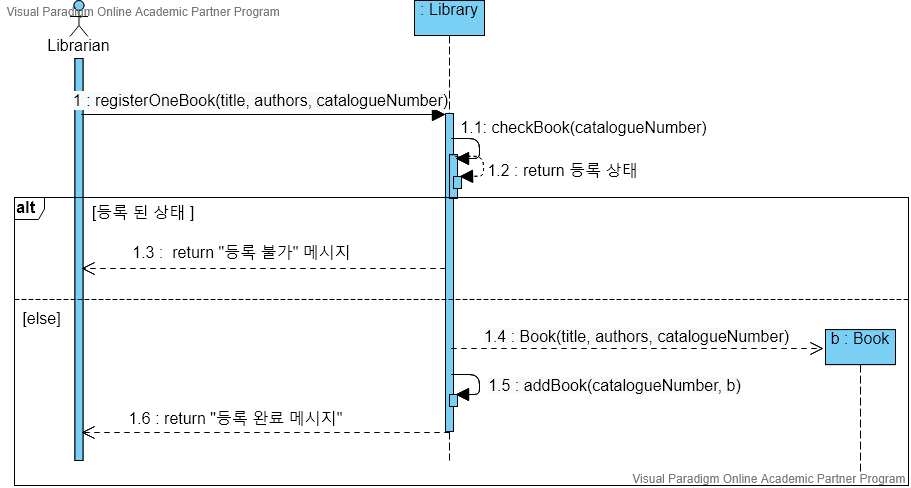 Visual Paradigm Online Academic Partner Program
Librarian
: Library
1 : registerOneBook(title, authors, catalogueNumber)
1.1: checkBook(catalogueNumber)
1.2 : return 등록 상태
alt
[등록 된 상태 ]
1.3 :  return "등록 불가" 메시지
[else]
1.4 : Book(title, authors, catalogueNumber)
b : Book
1.5 : addBook(catalogueNumber, b)
1.6 : return "등록 완료 메시지"
Visual Paradigm Online Academic Partner Program